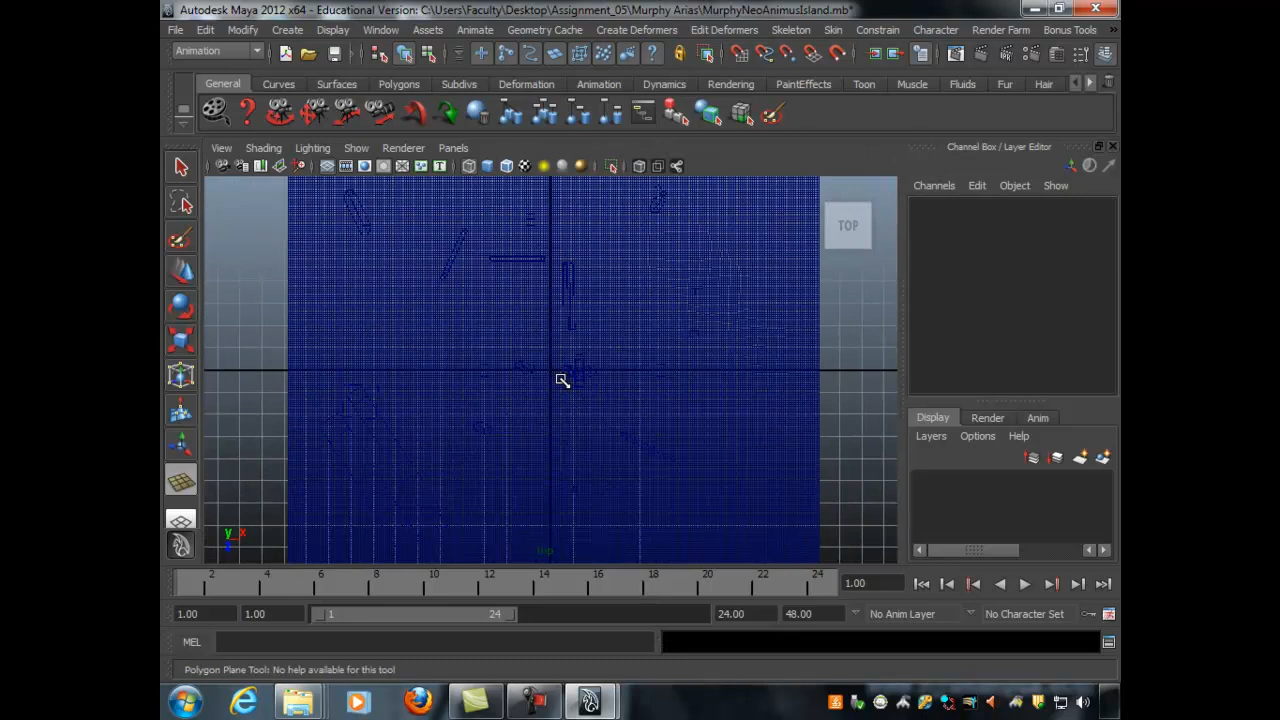 Autodesk Maya 2012 x64 - Educational Version: C:\Users\Faculty\Desktop\Assignment_05\Murphy Arias\MurphyNeoAnimusIsland.mb*
File Edit Modify Create Display Window Assets Animate Geometry Cache Create Deformers Edit Deformers Skeleton Skin Constrain Character Render Farm Bonus Tools
Animation
General Curves Surfaces Polygons Subdivs Deformation Animation Dynamics Rendering PaintEffects Toon Muscle Fluids Fur Hair
View Shading Lighting Show Renderer Panels
Channel Box / Layer Editor
Channels Edit Object Show
TOP
Display Render Anim
Layers Options Help
y x
z
top
2 4 6 8 10 12 14 16 18 20 22 24
1.00
1.00 1.00 1 24 24.00 48.00 No Anim Layer No Character Set
MEL
Polygon Plane Tool: No help available for this tool